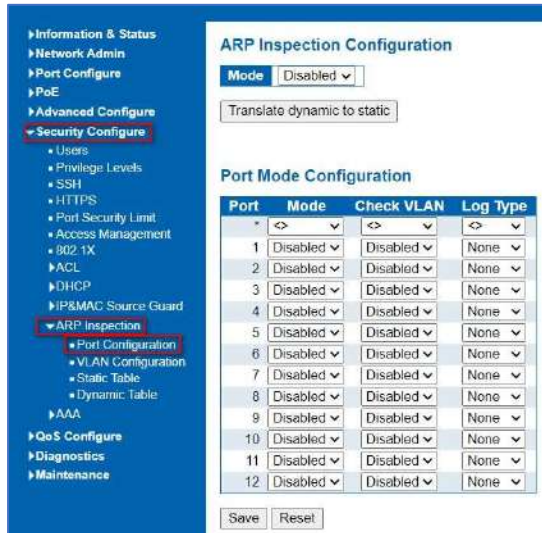 Information & Status
Network Admin
Port Configure
PoE
Advanced Configure
Security Configure
Users
Privilege Levels
SSH
HTTPS
Port Security Limit
Access Management
802.1X
ACL
DHCP
IP&MAC Source Guard
ARP Inspection
Port Configuration
VLAN Configuration
Static Table
Dynamic Table
AAA
QoS Configure
Diagnostics
Maintenance
ARP Inspection Configuration
Mode Disabled
Translate dynamic to static
Port Mode Configuration
Port Mode Check VLAN Log Type
* <> <> <>
1 Disabled Disabled None
2 Disabled Disabled None
3 Disabled Disabled None
4 Disabled Disabled None
5 Disabled Disabled None
6 Disabled Disabled None
7 Disabled Disabled None
8 Disabled Disabled None
9 Disabled Disabled None
10 Disabled Disabled None
11 Disabled Disabled None
12 Disabled Disabled None
Save Reset